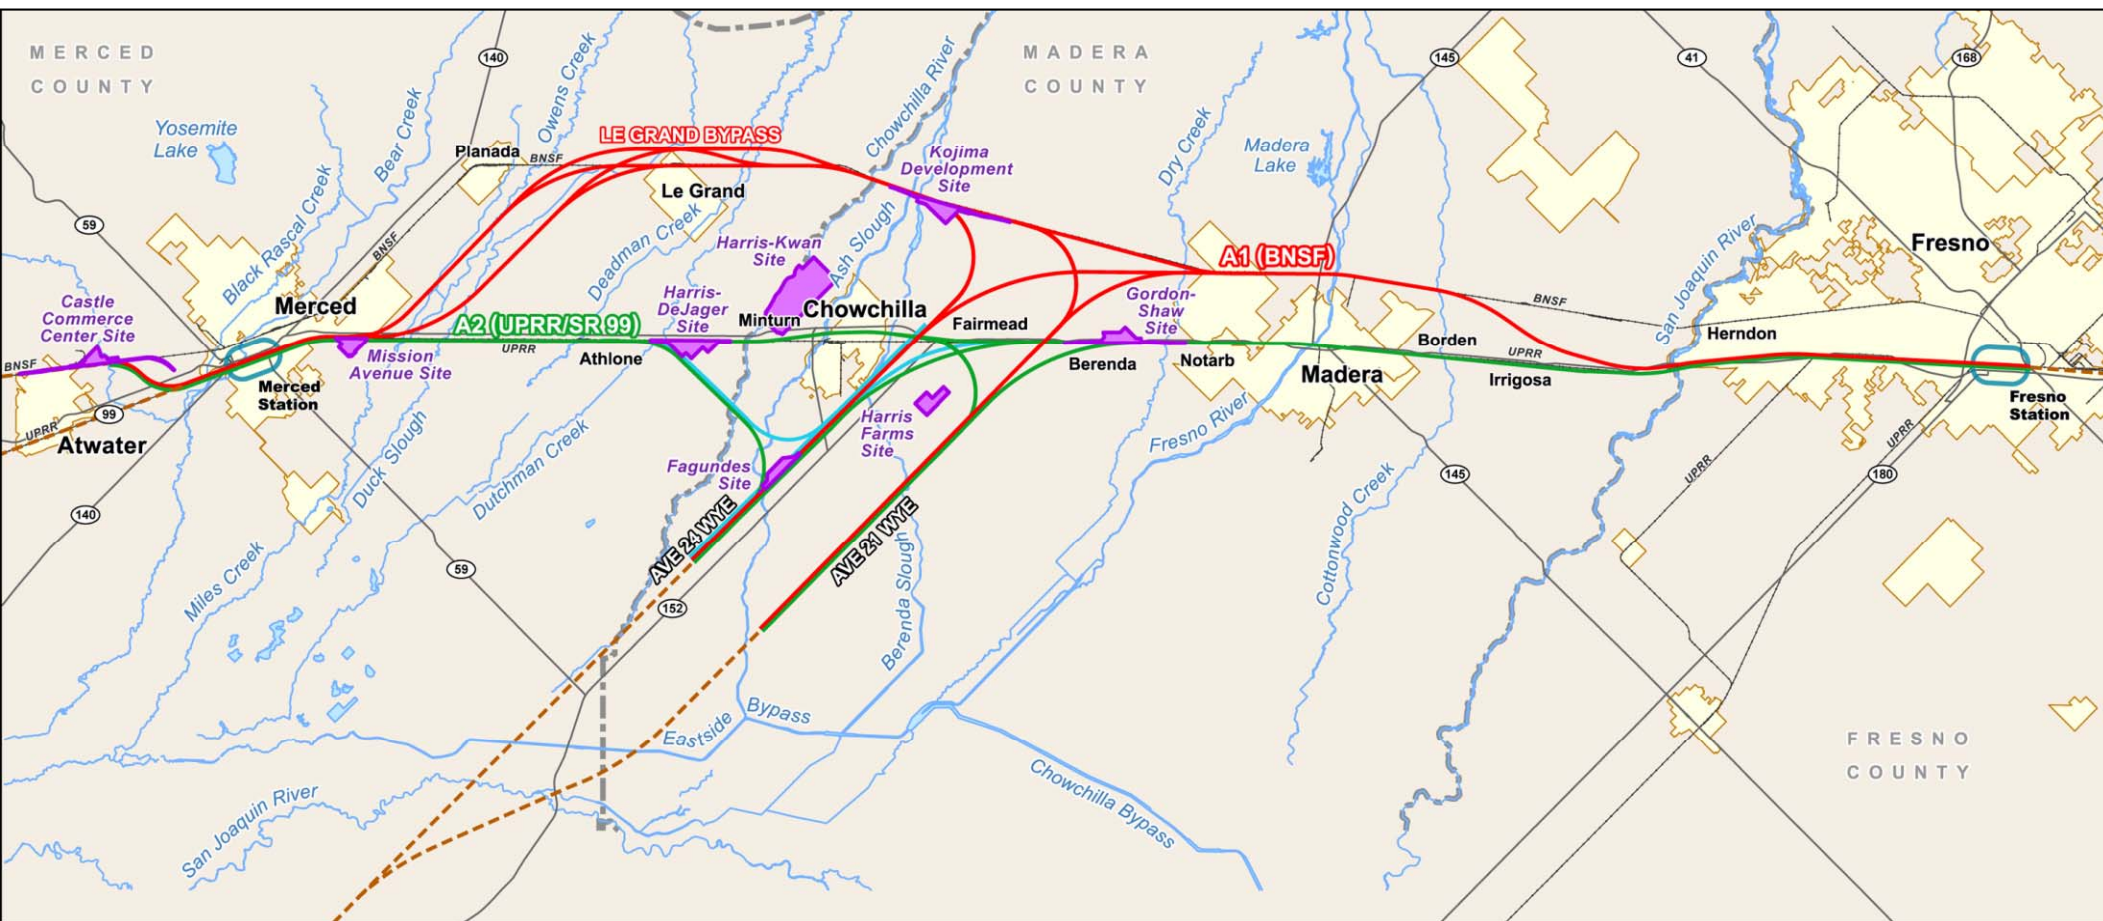 MERCED
COUNTY
MADERA
COUNTY
140
145
41
168
Yosemite
Lake
Bear Creek
Owens Creek
Chowchilla River
LE GRAND BYPASS
Planada
BNSF
Kojima
Development
Site
Dry Creek
Madera
Lake
Le Grand
59
Black Rascal Creek
BNSF
Deadman Creek
Harris-Kwan
Site
Ash Slough
A1 (BNSF)
San Joaquin River
Fresno
Castle
Commerce
Center Site
Merced
Harris-
DeJager
Site
Minturn
Chowchilla
Fairmead
Gordon-
Shaw
Site
BNSF
Herndon
A2 (UPRR/SR 99)
UPRR
Athlone
BNSF
Mission
Avenue Site
Berenda
Notarb
Madera
Borden
UPRR
Irrigosa
Merced
Station
99
UPRR
Atwater
Harris
Farms
Site
Fresno River
Fresno
Station
UPRR
Duck Slough
Dutchman Creek
Fagundes
Site
145
UPRR
180
140
AVE 24 WYE
AVE 21 WYE
Cottonwood Creek
Miles Creek
59
152
Berenda Slough
Eastside
Bypass
FRESNO
COUNTY
San Joaquin River
Chowchilla Bypass